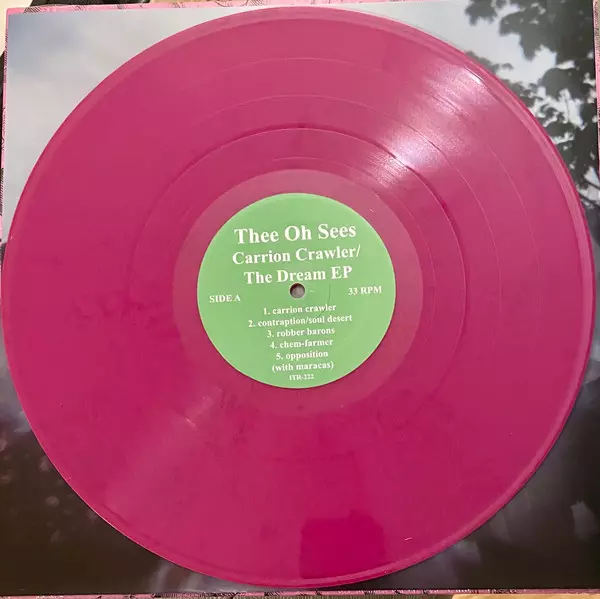 Thee Oh Sees
Carrion Crawler/
The Dream EP
SIDE A 33 RPM
1. carrion crawler
2. contraption/soul desert
3. robber barons
4. chem-farmer
5. opposition
(with maracas)
ITR-222